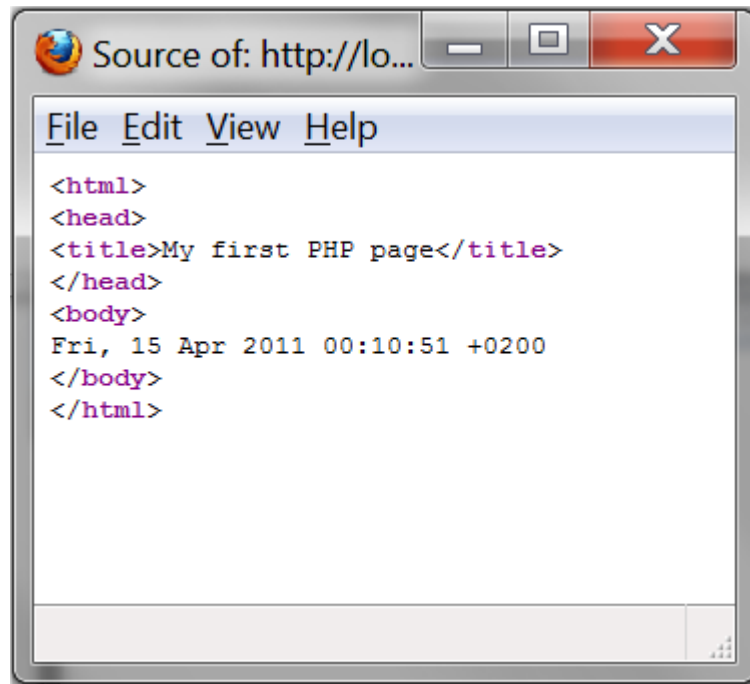 Source of: http://lo...
File Edit View Help
<html>
<head>
<title>My first PHP page</title>
</head>
<body>
Fri, 15 Apr 2011 00:10:51 +0200
</body>
</html>